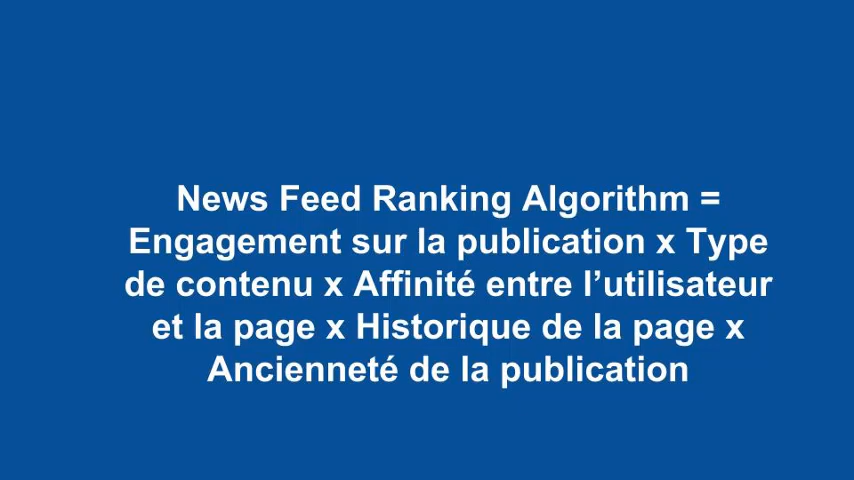 News Feed Ranking Algorithm =
Engagement sur la publication x Type
de contenu x Affinité entre l’utilisateur
et la page x Historique de la page x
Ancienneté de la publication